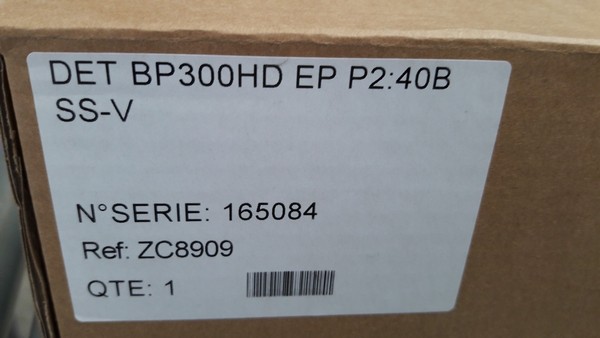 DET BP300HD EP P2:40B
SS-V
N°SERIE: 165084
Ref: ZC8909
QTE: 1